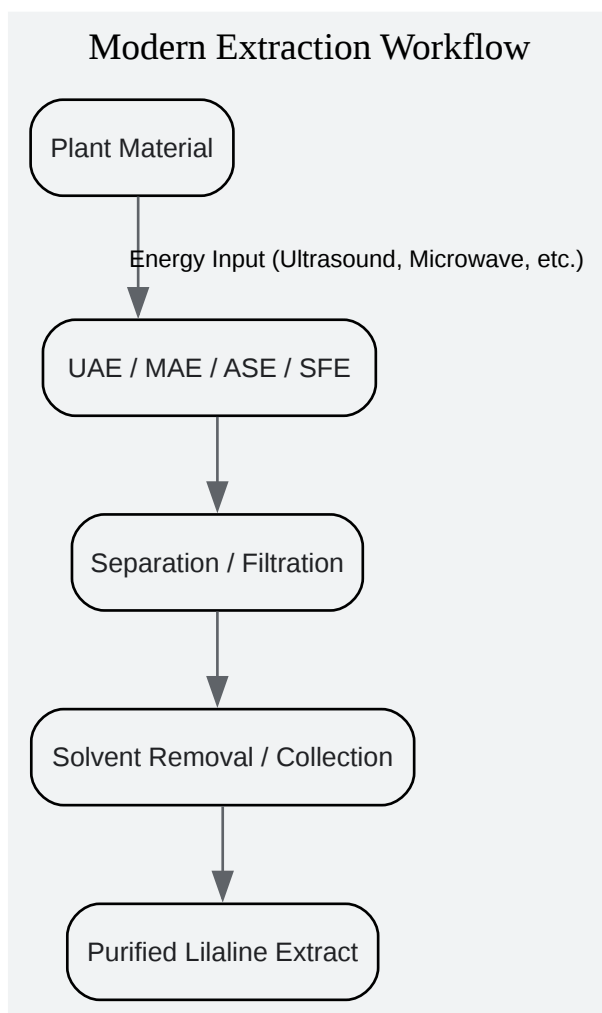 Modern Extraction Workflow
Plant Material
Energy Input (Ultrasound, Microwave, etc.)
UAE / MAE / ASE / SFE
Separation / Filtration
Solvent Removal / Collection
Purified Lilaline Extract